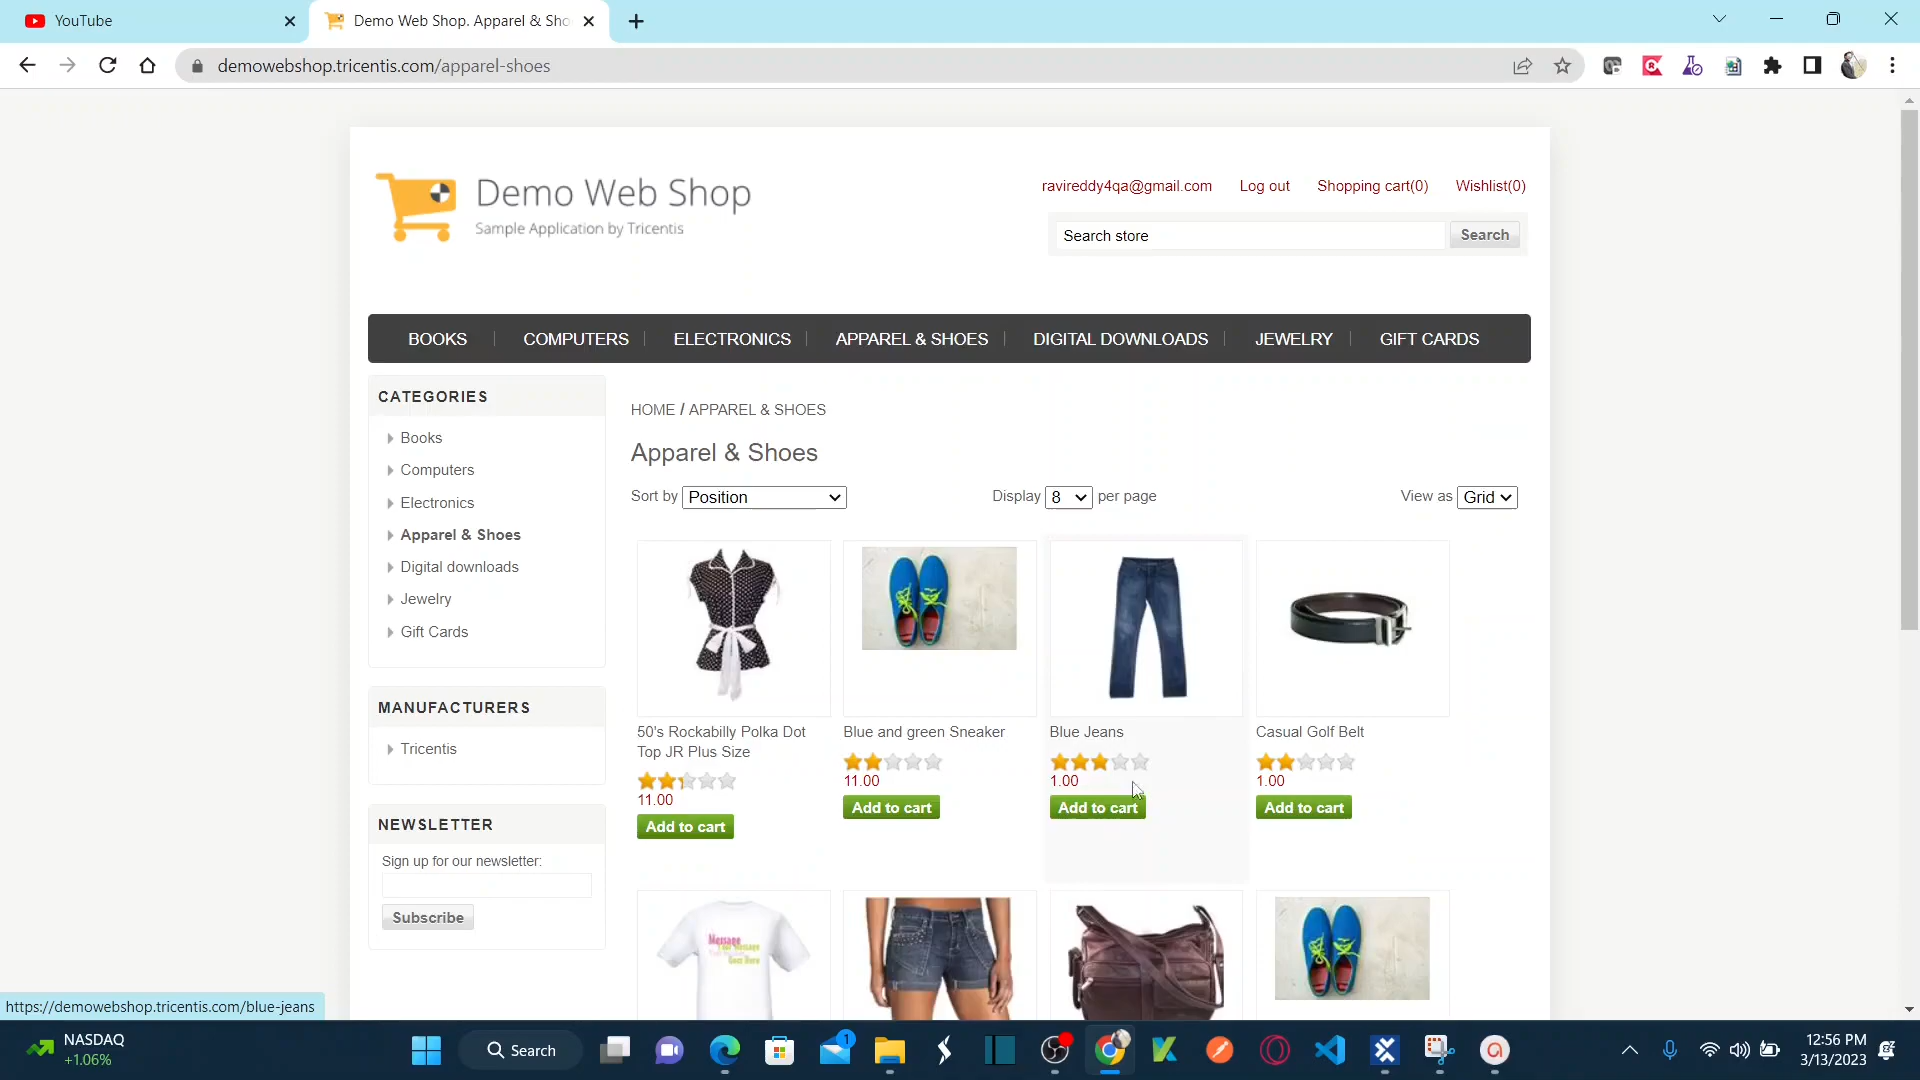 YouTube
Demo Web Shop. Apparel & Sho
demowebshop.tricentis.com/apparel-shoes
Demo Web Shop
Sample Application by Tricentis
ravireddy4qa@gmail.com Log out Shopping cart(0) Wishlist(0)
Search store Search
BOOKS COMPUTERS ELECTRONICS APPAREL & SHOES DIGITAL DOWNLOADS JEWELRY GIFT CARDS
CATEGORIES
Books
Computers
Electronics
Apparel & Shoes
Digital downloads
Jewelry
Gift Cards
MANUFACTURERS
Tricentis
NEWSLETTER
Sign up for our newsletter:
Subscribe
HOME / APPAREL & SHOES
Apparel & Shoes
Sort by Position Display 8 per page View as Grid
50's Rockabilly Polka Dot
Top JR Plus Size
11.00
Add to cart
Blue and green Sneaker
11.00
Add to cart
Blue Jeans
1.00
Add to cart
Casual Golf Belt
1.00
Add to cart
Message
Your Message
Goes Here
https://demowebshop.tricentis.com/blue-jeans
NASDAQ
+1.06%
Search
1
12:56 PM
3/13/2023